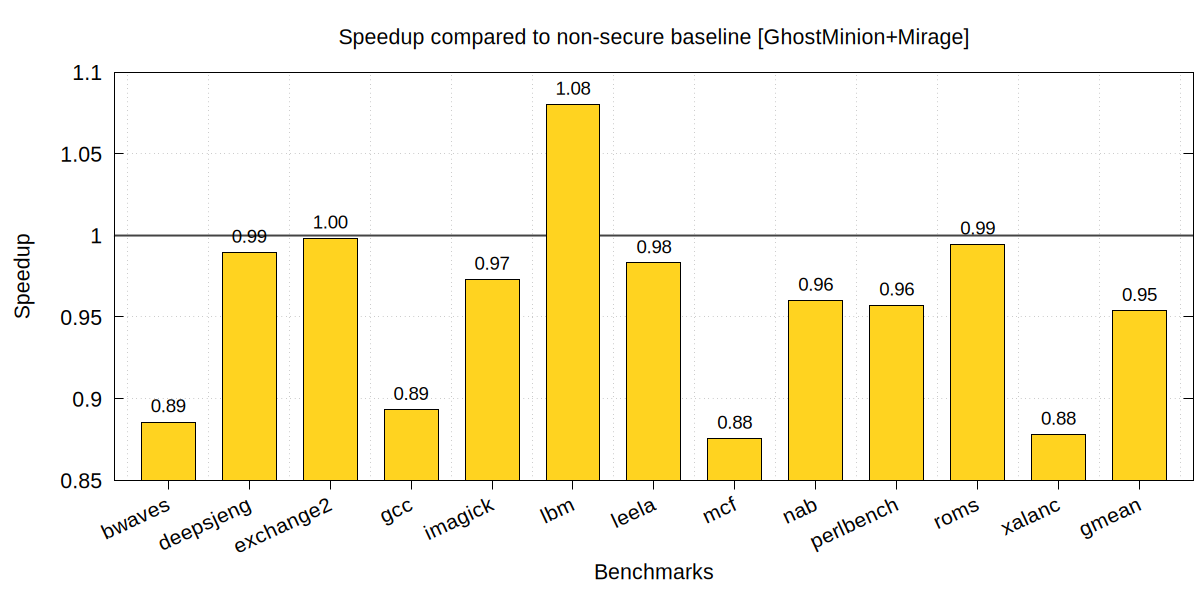 Speedup compared to non-secure baseline [GhostMinion+Mirage]
1.1
1.05
1
0.95
0.9
0.85
Speedup
0.89
0.99
1.00
0.89
0.97
1.08
0.98
0.88
0.96
0.96
0.99
0.88
0.95
bwaves
deepsjeng
exchange2
gcc
imagick
lbm
leela
mcf
nab
perlbench
roms
xalanc
gmean
Benchmarks